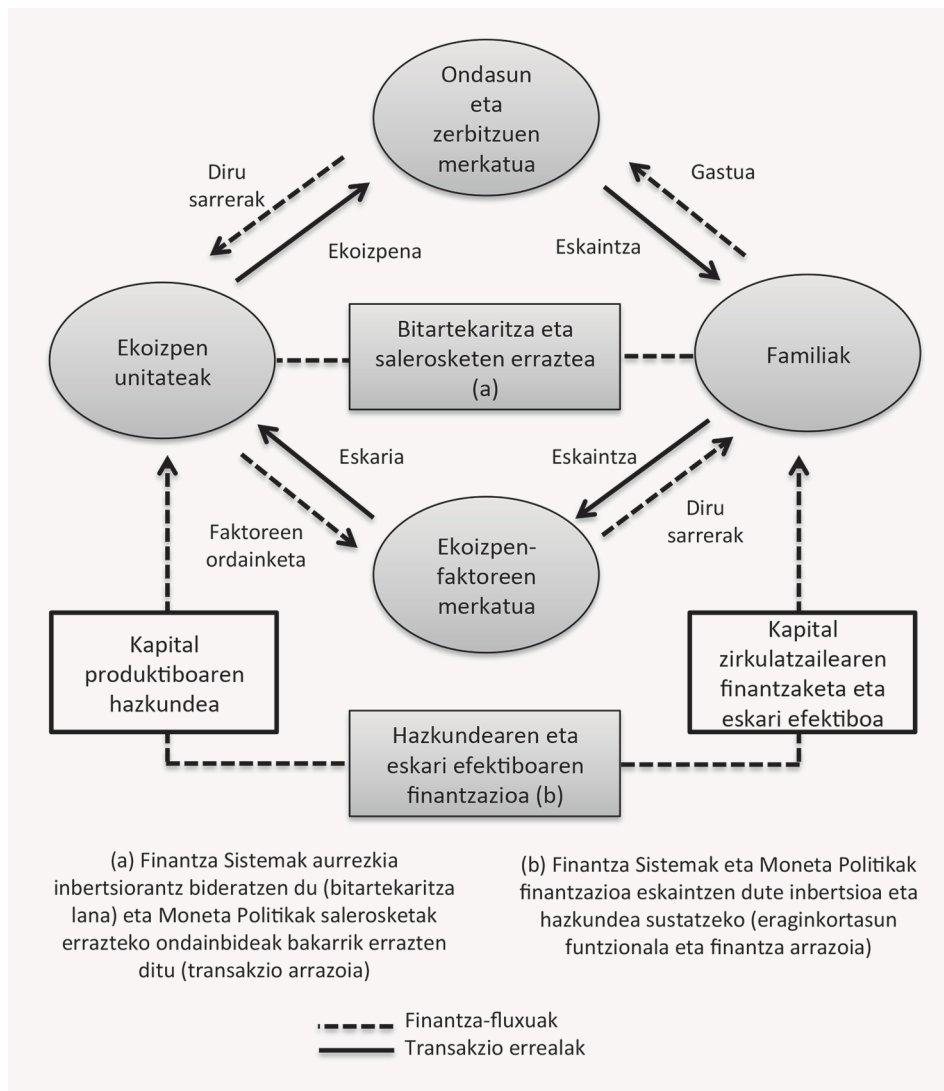 Ondasun
eta
zerbitzuen
merkatua
Diru
sarrerak
Gastua
Ekoizpena
Eskaintza
Ekoizpen
unitateak
Bitartekaritza eta
salerosketen erraztea
(a)
Familiak
Eskaria
Eskaintza
Faktoreen
ordainketa
Diru
sarrerak
Ekoizpen-
faktoreen
merkatua
Kapital
produktiboaren
hazkundea
Kapital
zirkulatzailearen
finantzaketa eta
eskari efektiboa
Hazkundearen eta
eskari efektiboaren
finantzazioa (b)
(a) Finantza Sistemak aurrezkia
inbertsiorantz bideratzen du (bitartekaritza
lana) eta Moneta Politikak salerosketak
errazteko ondainbideak bakarrik errazten
ditu (transakzio arrazoia)
(b) Finantza Sistemak eta Moneta Politikak
finantzazioa eskaintzen dute inbertsioa eta
hazkundea sustatzeko (eraginkortasun
funtzionala eta finantza arrazoia)
Finantza-fluxuak
Transakzio errealak